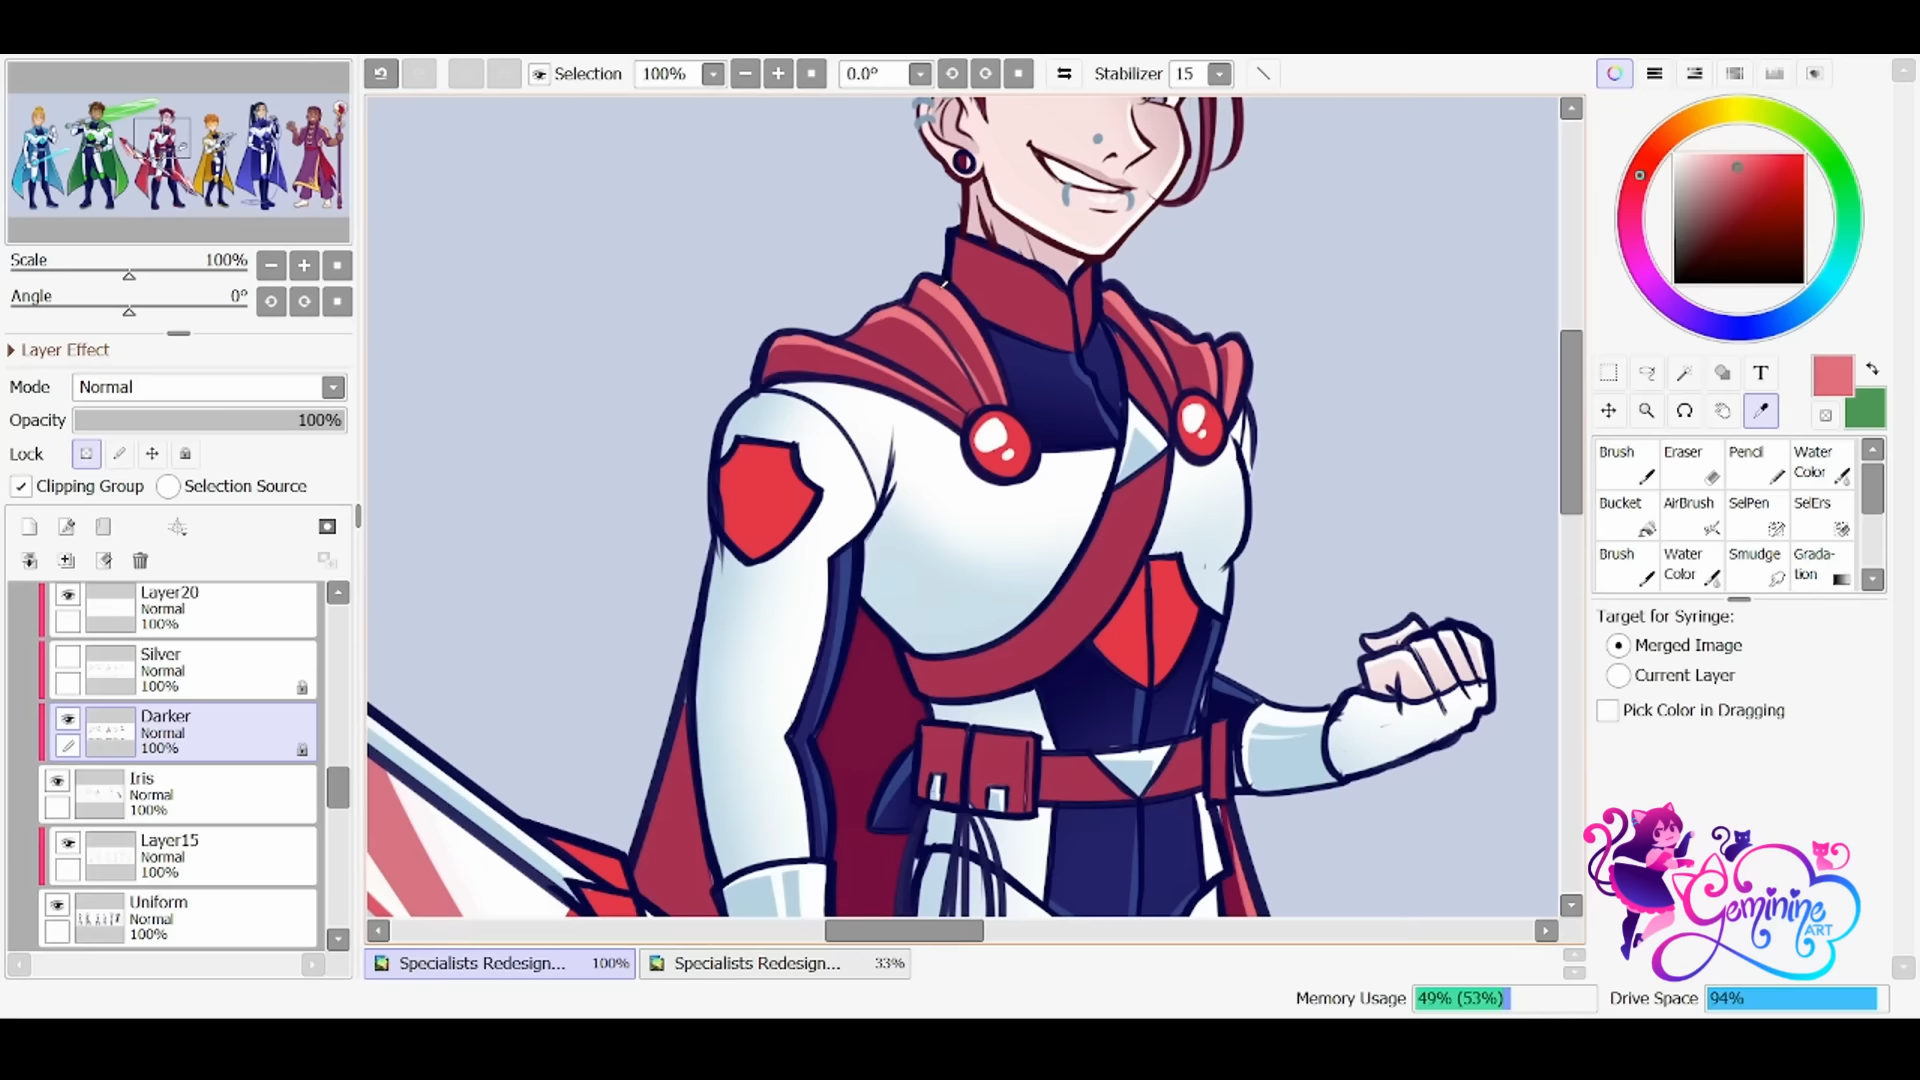 Selection
100%
0.0°
Stabilizer
15
Scale
100%
Angle
0°
Layer Effect
Mode
Normal
Opacity
100%
Lock
Clipping Group
Selection Source
Layer20
Normal
100%
Silver
Normal
100%
Darker
Normal
100%
Iris
Normal
100%
Layer15
Normal
100%
Uniform
Normal
100%
T
Brush
Eraser
Pencil
Water
Color
Bucket
AirBrush
SelPen
SelErs
Brush
Water
Color
Smudge
Grada-
tion
Target for Syringe:
Merged Image
Current Layer
Pick Color in Dragging
Geminine
ART
Specialists Redesign...
100%
Specialists Redesign...
33%
Memory Usage
49% (53%)
Drive Space
94%